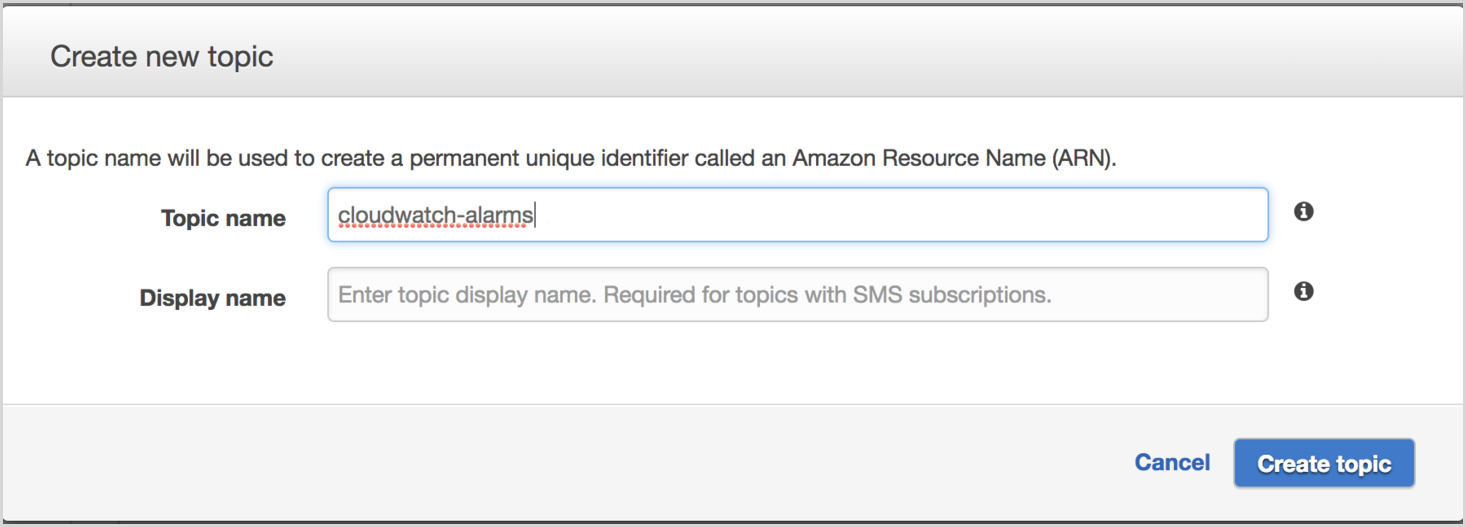 Create new topic
A topic name will be used to create a permanent unique identifier called an Amazon Resource Name (ARN).
Topic name cloudwatch-alarms
Display name Enter topic display name. Required for topics with SMS subscriptions.
Cancel Create topic